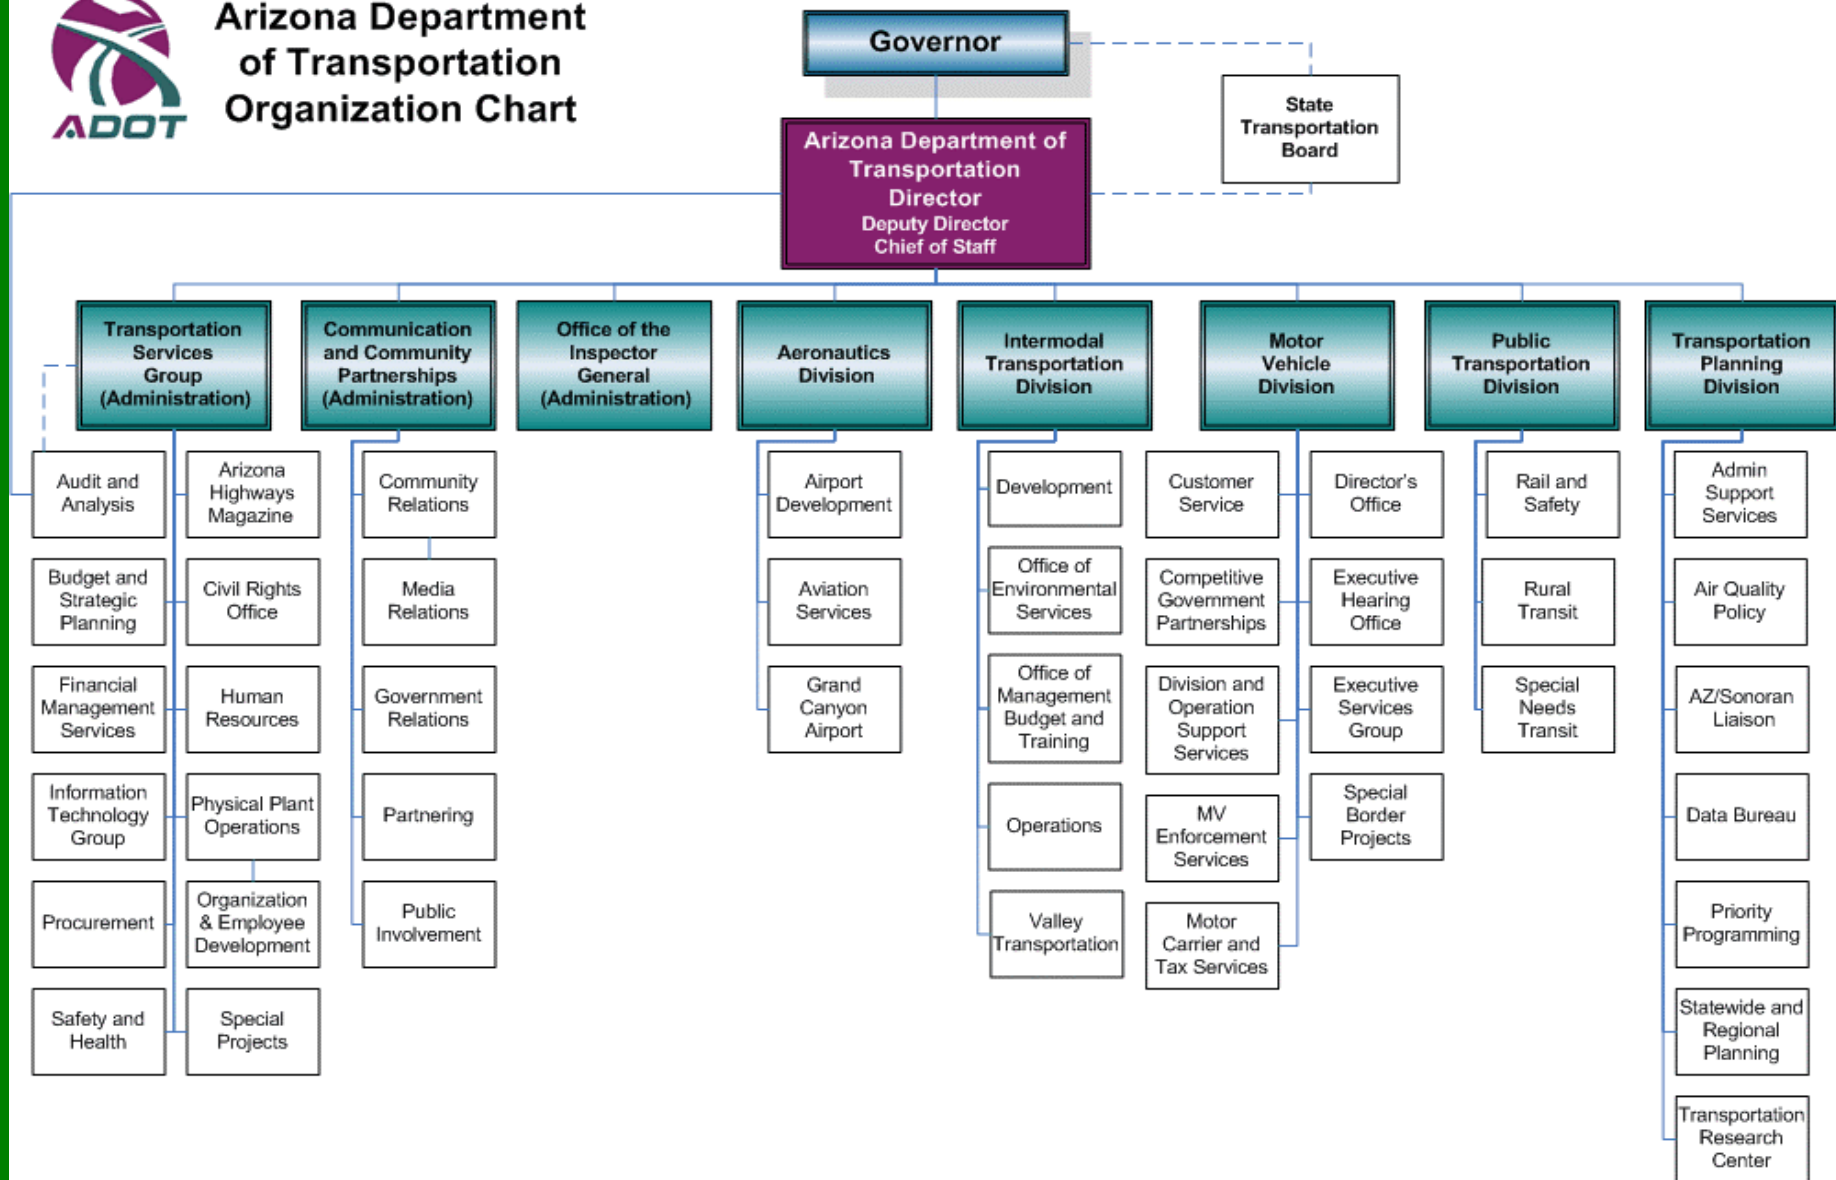 Arizona Department
of Transportation
Organization Chart
ADOT
Governor
State
Transportation
Board
Arizona Department of
Transportation
Director
Deputy Director
Chief of Staff
Transportation
Services
Group
(Administration)
Communication
and Community
Partnerships
(Administration)
Office of the
Inspector
General
(Administration)
Aeronautics
Division
Intermodal
Transportation
Division
Motor
Vehicle
Division
Public
Transportation
Division
Transportation
Planning
Division
Audit and
Analysis
Budget and
Strategic
Planning
Financial
Management
Services
Information
Technology
Group
Procurement
Safety and
Health
Arizona
Highways
Magazine
Civil Rights
Office
Human
Resources
Physical Plant
Operations
Organization
& Employee
Development
Special
Projects
Community
Relations
Media
Relations
Government
Relations
Partnering
Public
Involvement
Airport
Development
Aviation
Services
Grand
Canyon
Airport
Development
Office of
Environmental
Services
Office of
Management
Budget and
Training
Operations
Valley
Transportation
Customer
Service
Competitive
Government
Partnerships
Division and
Operation
Support
Services
MV
Enforcement
Services
Motor
Carrier and
Tax Services
Director's
Office
Executive
Hearing
Office
Executive
Services
Group
Special
Border
Projects
Rail and
Safety
Rural
Transit
Special
Needs
Transit
Admin
Support
Services
Air Quality
Policy
AZ/Sonoran
Liaison
Data Bureau
Priority
Programming
Statewide and
Regional
Planning
Transportation
Research
Center